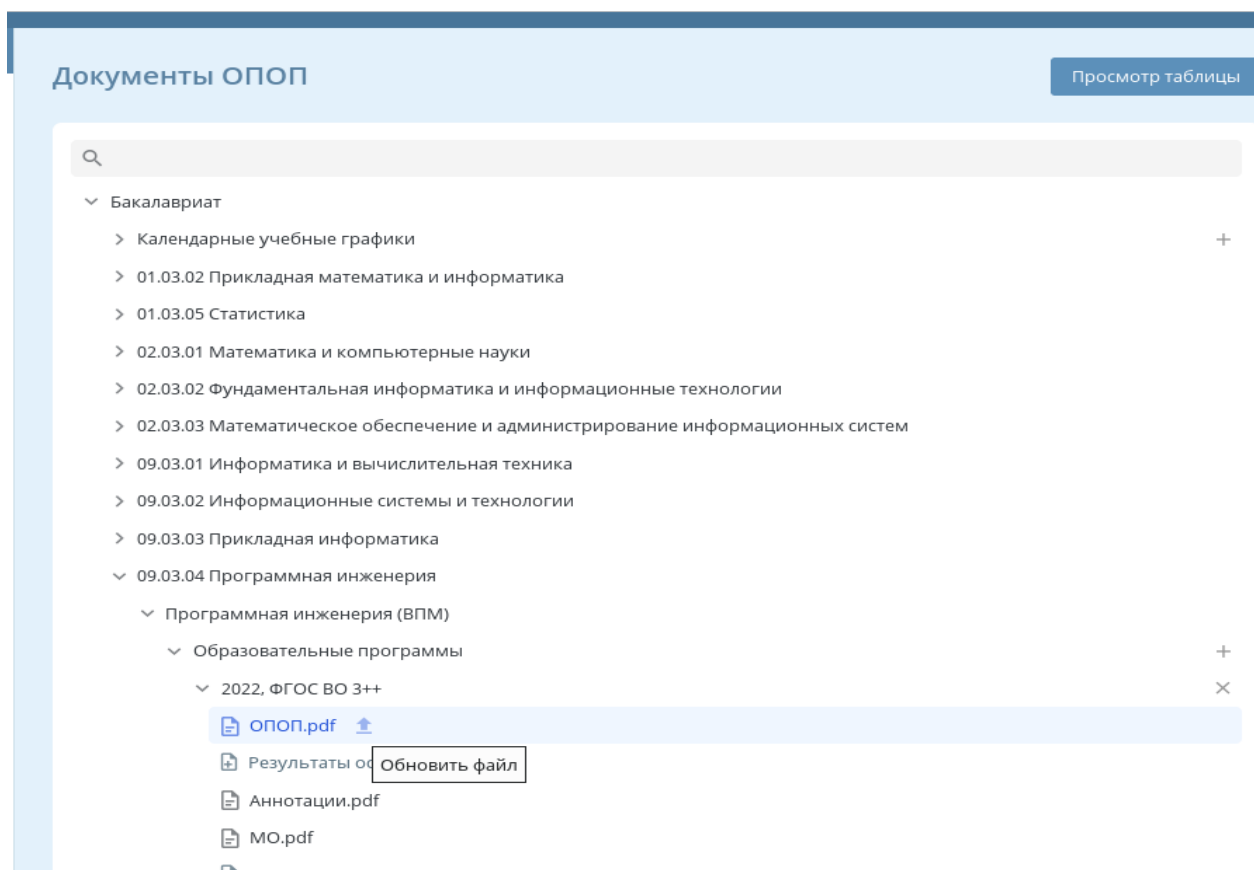 Документы ОПОП
Просмотр таблицы
Бакалавриат
Календарные учебные графики
01.03.02 Прикладная математика и информатика
01.03.05 Статистика
02.03.01 Математика и компьютерные науки
02.03.02 Фундаментальная информатика и информационные технологии
02.03.03 Математическое обеспечение и администрирование информационных систем
09.03.01 Информатика и вычислительная техника
09.03.02 Информационные системы и технологии
09.03.03 Прикладная информатика
09.03.04 Программная инженерия
Программная инженерия (ВПМ)
Образовательные программы
2022, ФГОС ВО 3++
ОПОП.pdf
Результаты
Обновить файл
Аннотации.pdf
МО.pdf